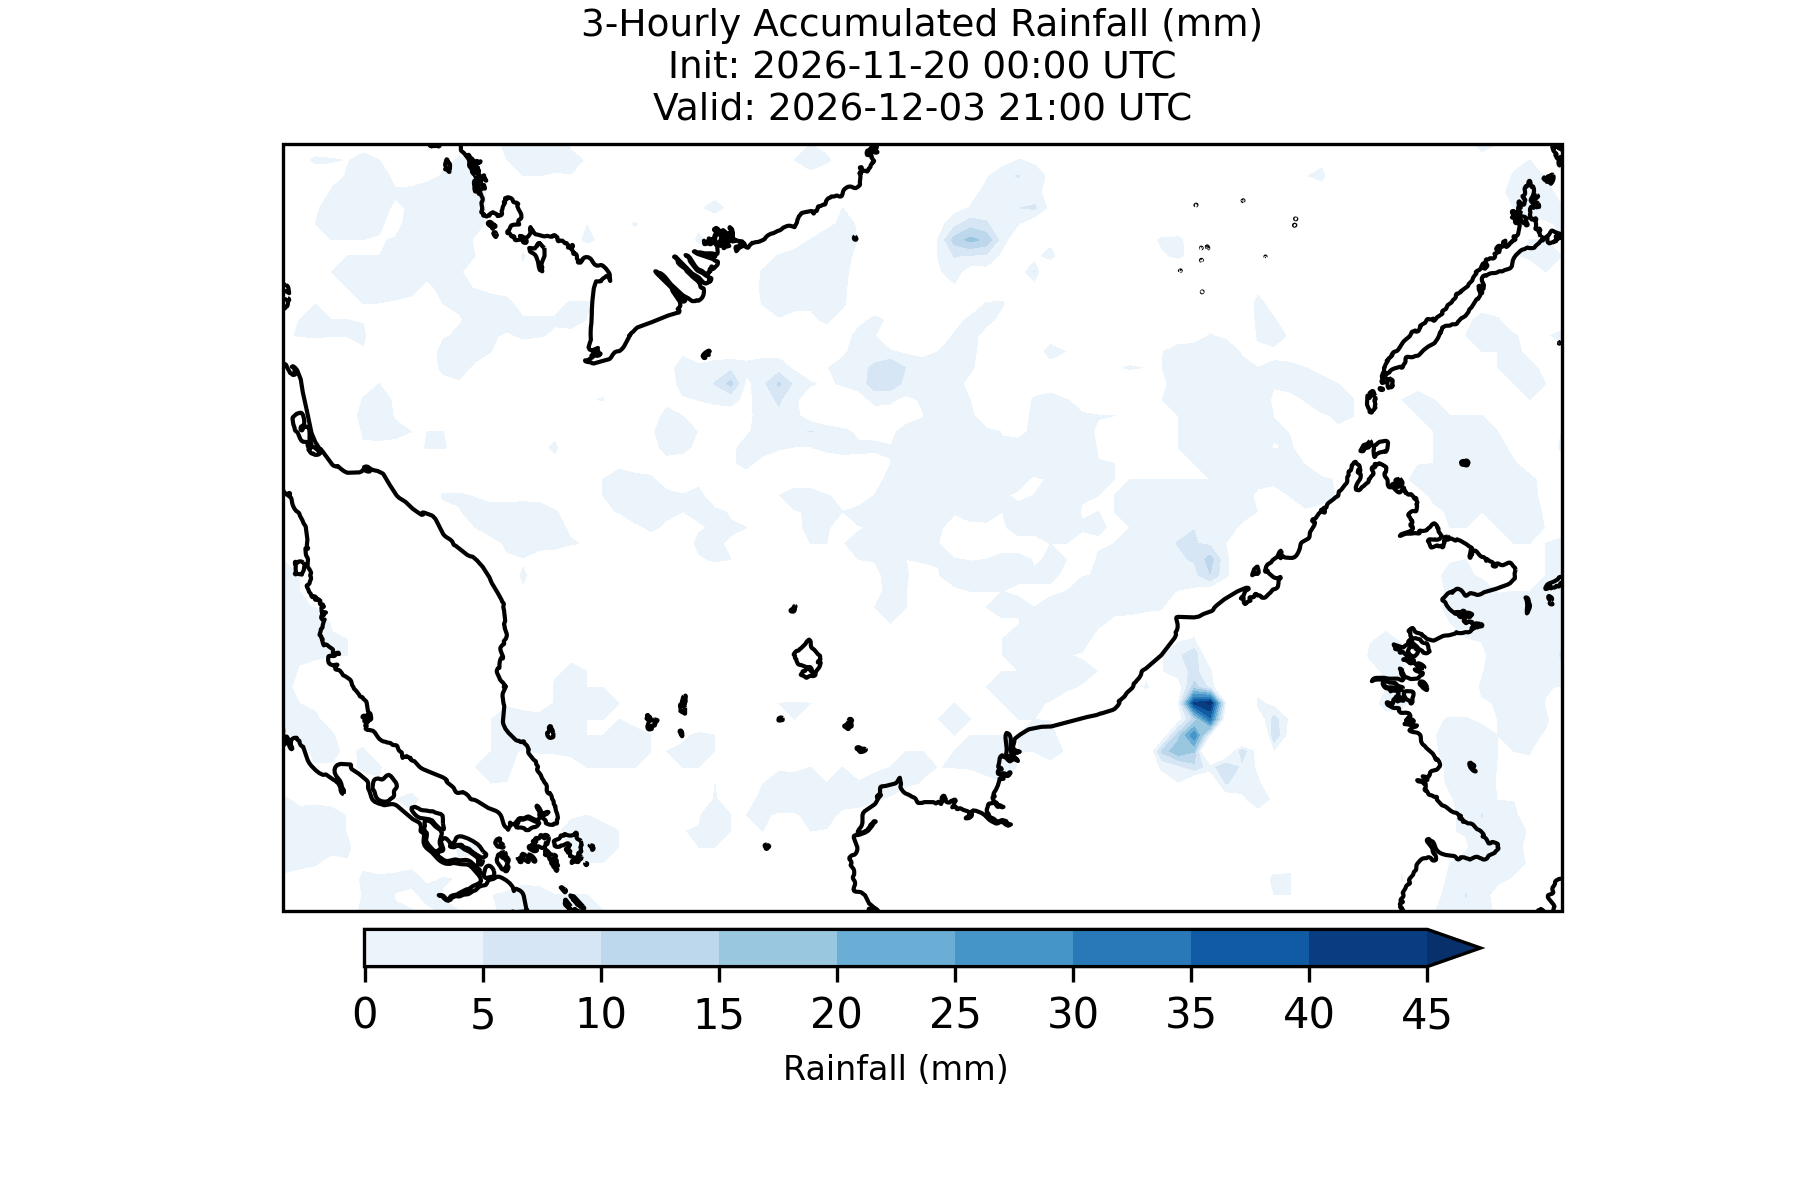 3-Hourly Accumulated Rainfall (mm)
Init: 2026-11-20 00:00 UTC
Valid: 2026-12-03 21:00 UTC
0 5 10 15 20 25 30 35 40 45
Rainfall (mm)